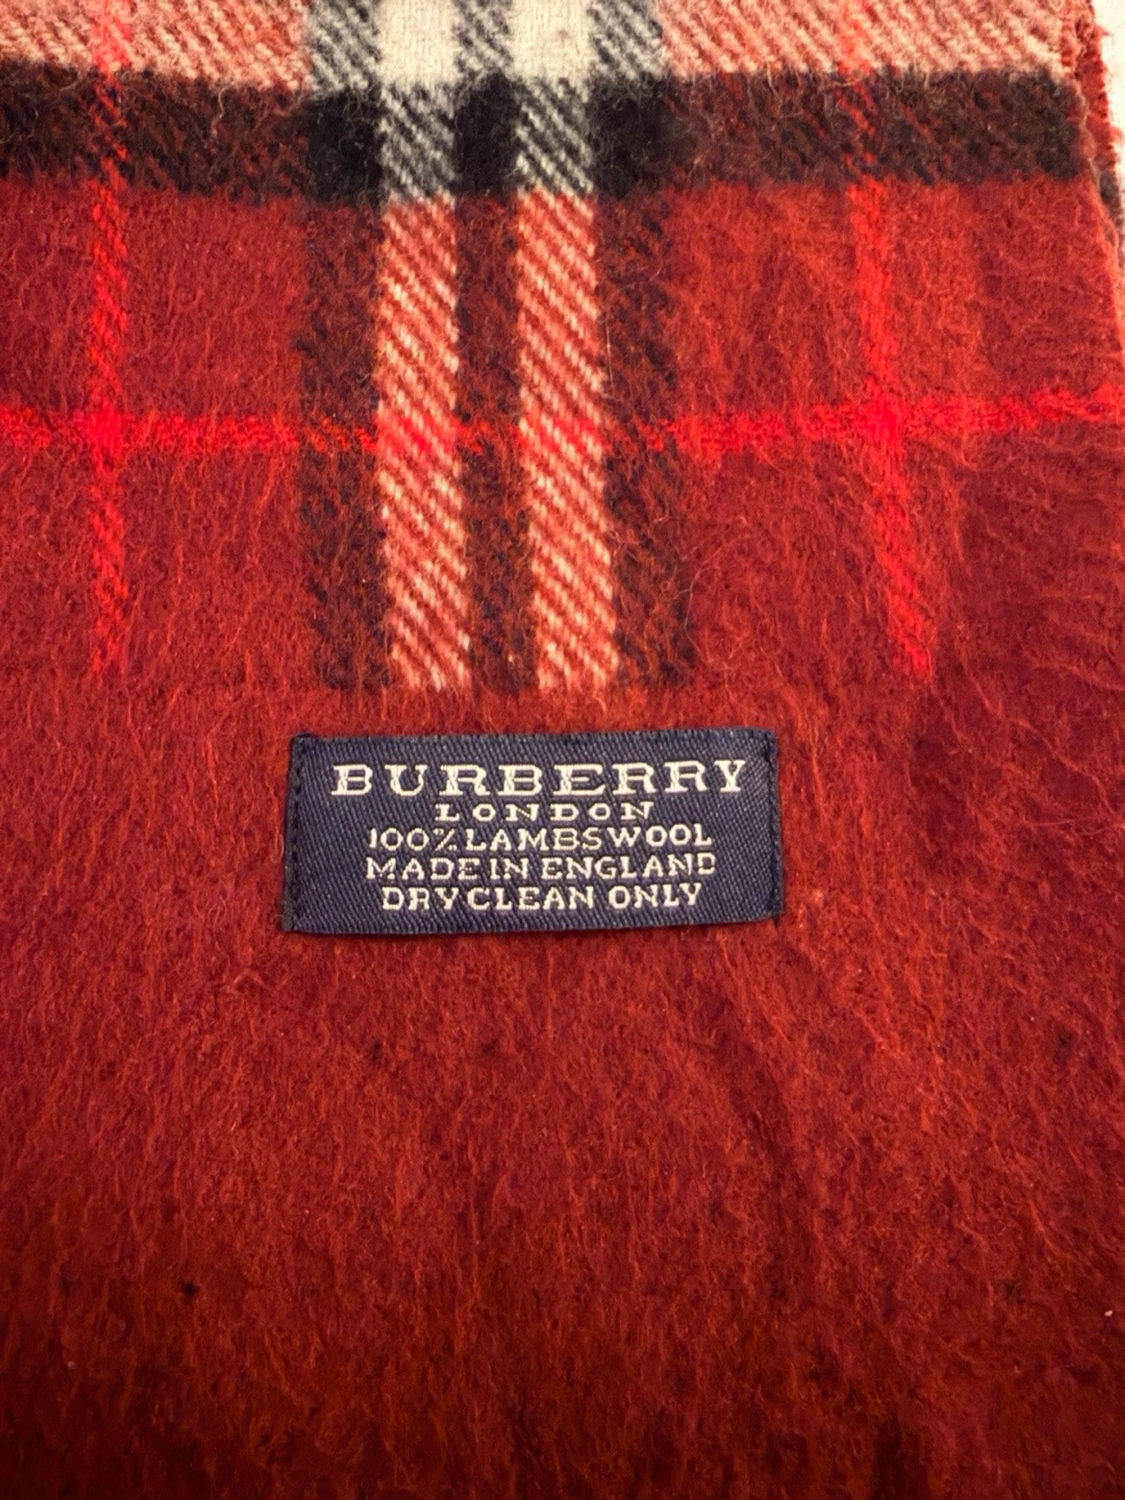 BURBERRY
LONDON
100% LAMBSWOOL
MADE IN ENGLAND
DRYCLEAN ONLY